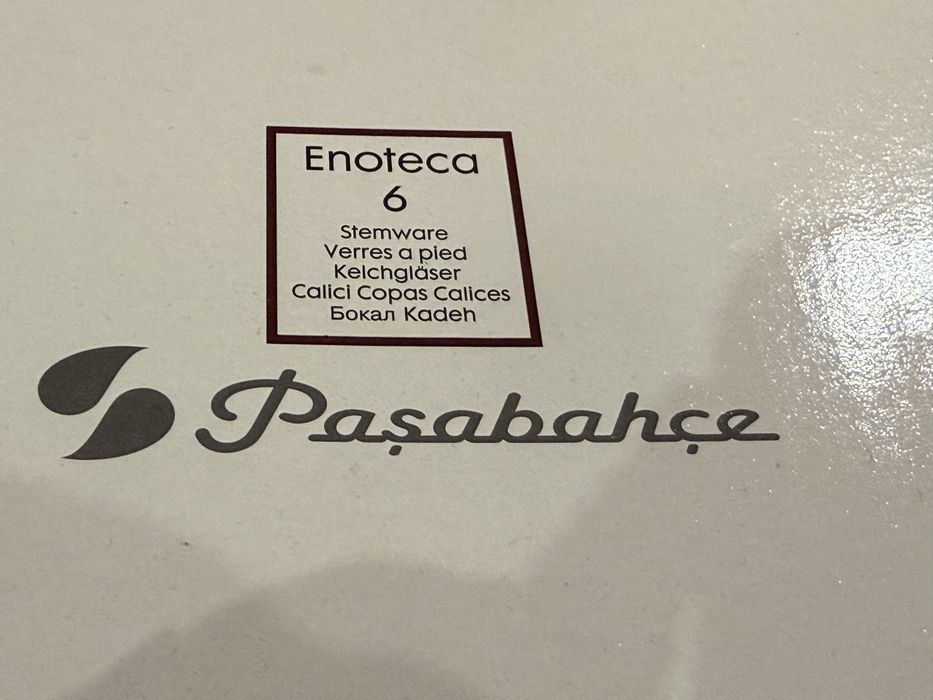 Enoteca
6
Stemware
Verres a pied
Kelchgläser
Calici Copas Calices
Бокал Kadeh
Paşabahçe